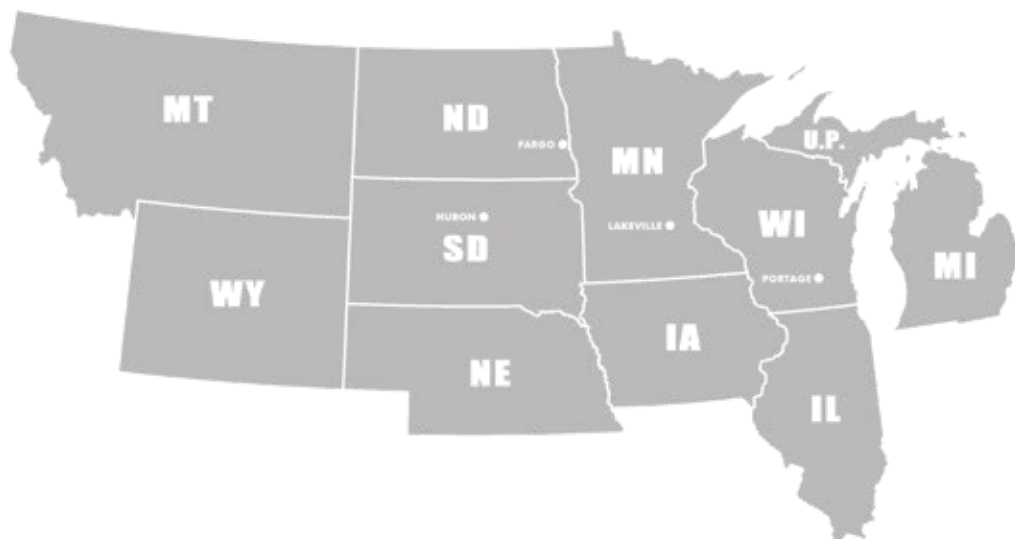 MT
ND
FARGO
MN
U.P.
HURON
SD
LAKEVILLE
WI
PORTAGE
MI
WY
NE
IA
IL